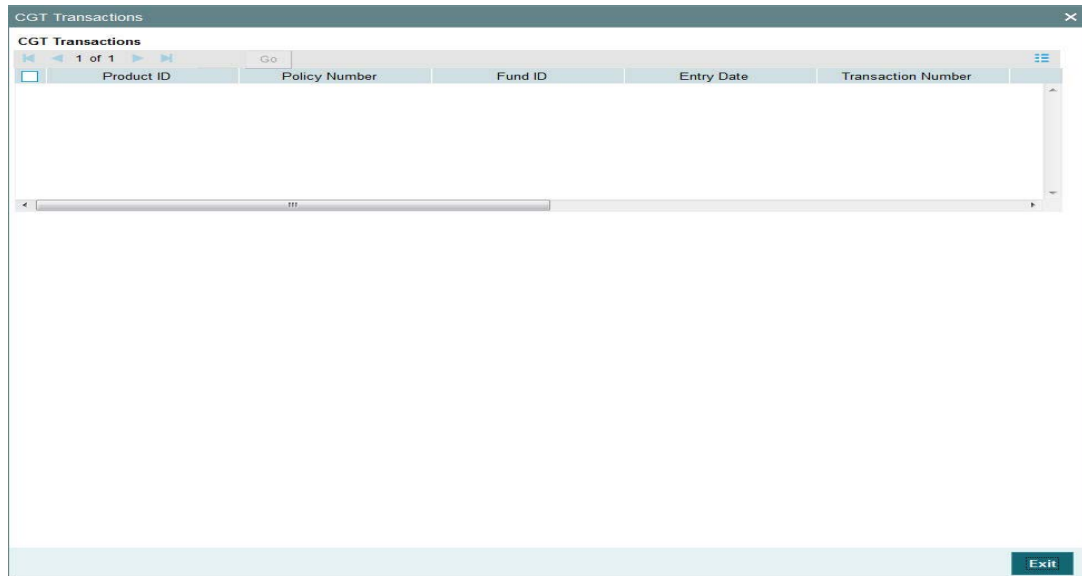 CGT Transactions
CGT Transactions
1 of 1 Go
Product ID Policy Number Fund ID Entry Date Transaction Number
Exit